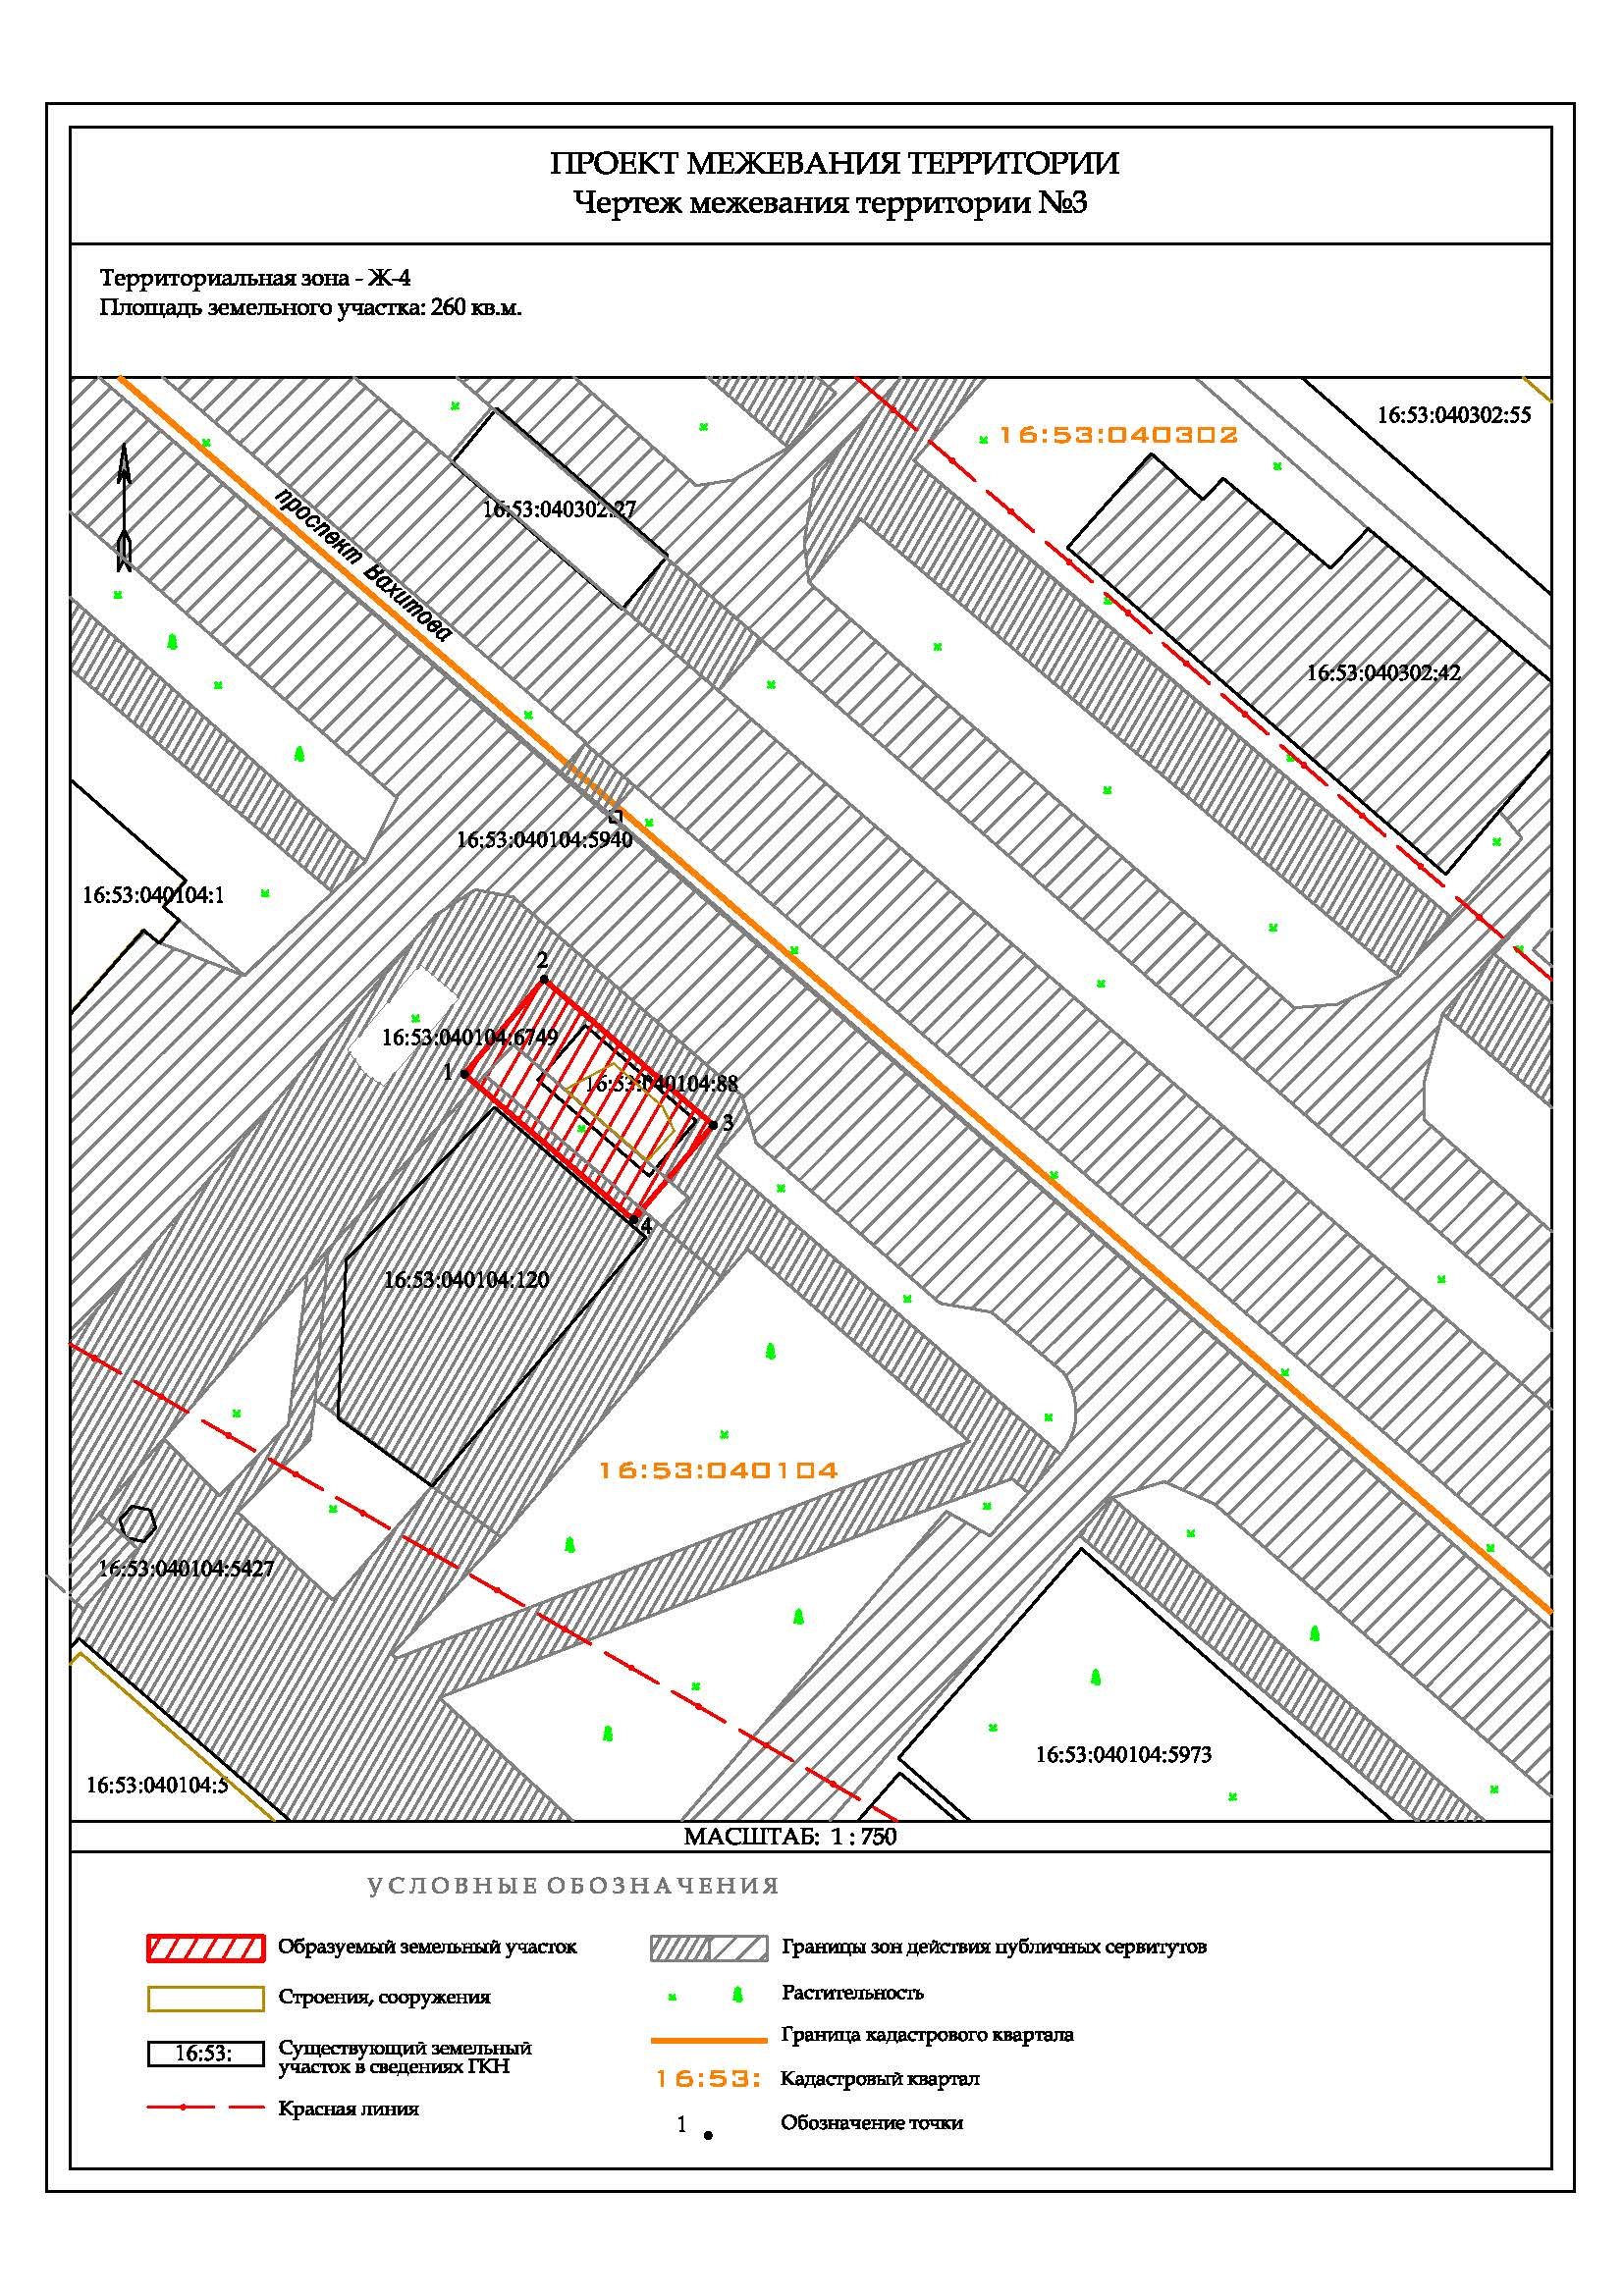 ПРОЕКТ МЕЖЕВАНИЯ ТЕРРИТОРИИ
Чертеж межевания территории №3
Территориальная зона - Ж-4
Площадь земельного участка: 260 кв.м.
16:53:040302:55
16:53:040302
16:53:040302:27
проспект Вахитова
16:53:040302:42
16:53:040104:5940
16:53:040104:1
2
16:53:040104:6749
1
16:53:040104:88
3
4
16:53:040104:120
16:53:040104
16:53:040104:5427
16:53:040104:5973
16:53:040104:5
МАСШТАБ: 1 : 750
УСЛОВНЫЕ ОБОЗНАЧЕНИЯ
Образуемый земельный участок
Строения, сооружения
16:53:
Существующий земельный
участок в сведениях ГКН
Красная линия
Границы зон действия публичных сервитутов
Растительность
Граница кадастрового квартала
16:53:
Кадастровый квартал
1
Обозначение точки